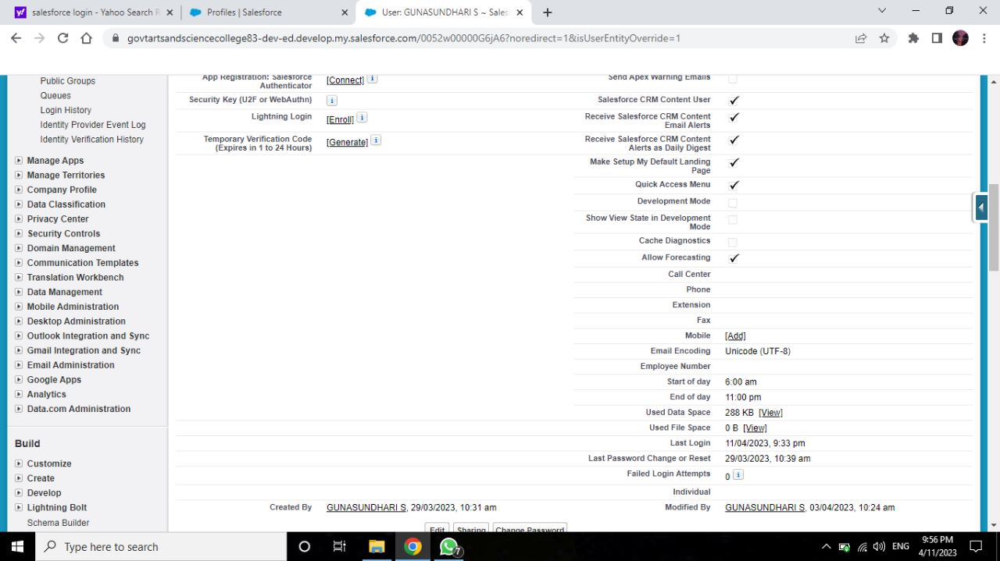 salesforce login - Yahoo Search R
Profiles | Salesforce
User: GUNASUNDHARI S ~ Sales
govtartsandsciencecollege83-dev-ed.develop.my.salesforce.com/0052w00000G6jA6?noredirect=1&isUserEntityOverride=1
Public Groups
Queues
Login History
Identity Provider Event Log
Identity Verification History
Manage Apps
Manage Territories
Company Profile
Data Classification
Privacy Center
Security Controls
Domain Management
Communication Templates
Translation Workbench
Data Management
Mobile Administration
Desktop Administration
Outlook Integration and Sync
Gmail Integration and Sync
Email Administration
Google Apps
Analytics
Data.com Administration
Build
Customize
Create
Develop
Lightning Bolt
Schema Builder
App Registration: Salesforce
Authenticator
[Connect] i
Security Key (U2F or WebAuthn) i
Lightning Login [Enroll] i
Temporary Verification Code
(Expires in 1 to 24 Hours)
[Generate] i
Send Apex Warning Emails
Salesforce CRM Content User ✓
Receive Salesforce CRM Content
Email Alerts ✓
Receive Salesforce CRM Content
Alerts as Daily Digest ✓
Make Setup My Default Landing
Page ✓
Quick Access Menu ✓
Development Mode
Show View State in Development
Mode
Cache Diagnostics
Allow Forecasting ✓
Call Center
Phone
Extension
Fax
Mobile [Add]
Email Encoding Unicode (UTF-8)
Employee Number
Start of day 6:00 am
End of day 11:00 pm
Used Data Space 288 KB [View]
Used File Space 0 B [View]
Last Login 11/04/2023, 9:33 pm
Last Password Change or Reset 29/03/2023, 10:39 am
Failed Login Attempts 0 i
Individual
Created By GUNASUNDHARI S, 29/03/2023, 10:31 am
Modified By GUNASUNDHARI S, 03/04/2023, 10:24 am
Edit Sharing Change Password
Type here to search
7
ENG
9:56 PM
4/11/2023